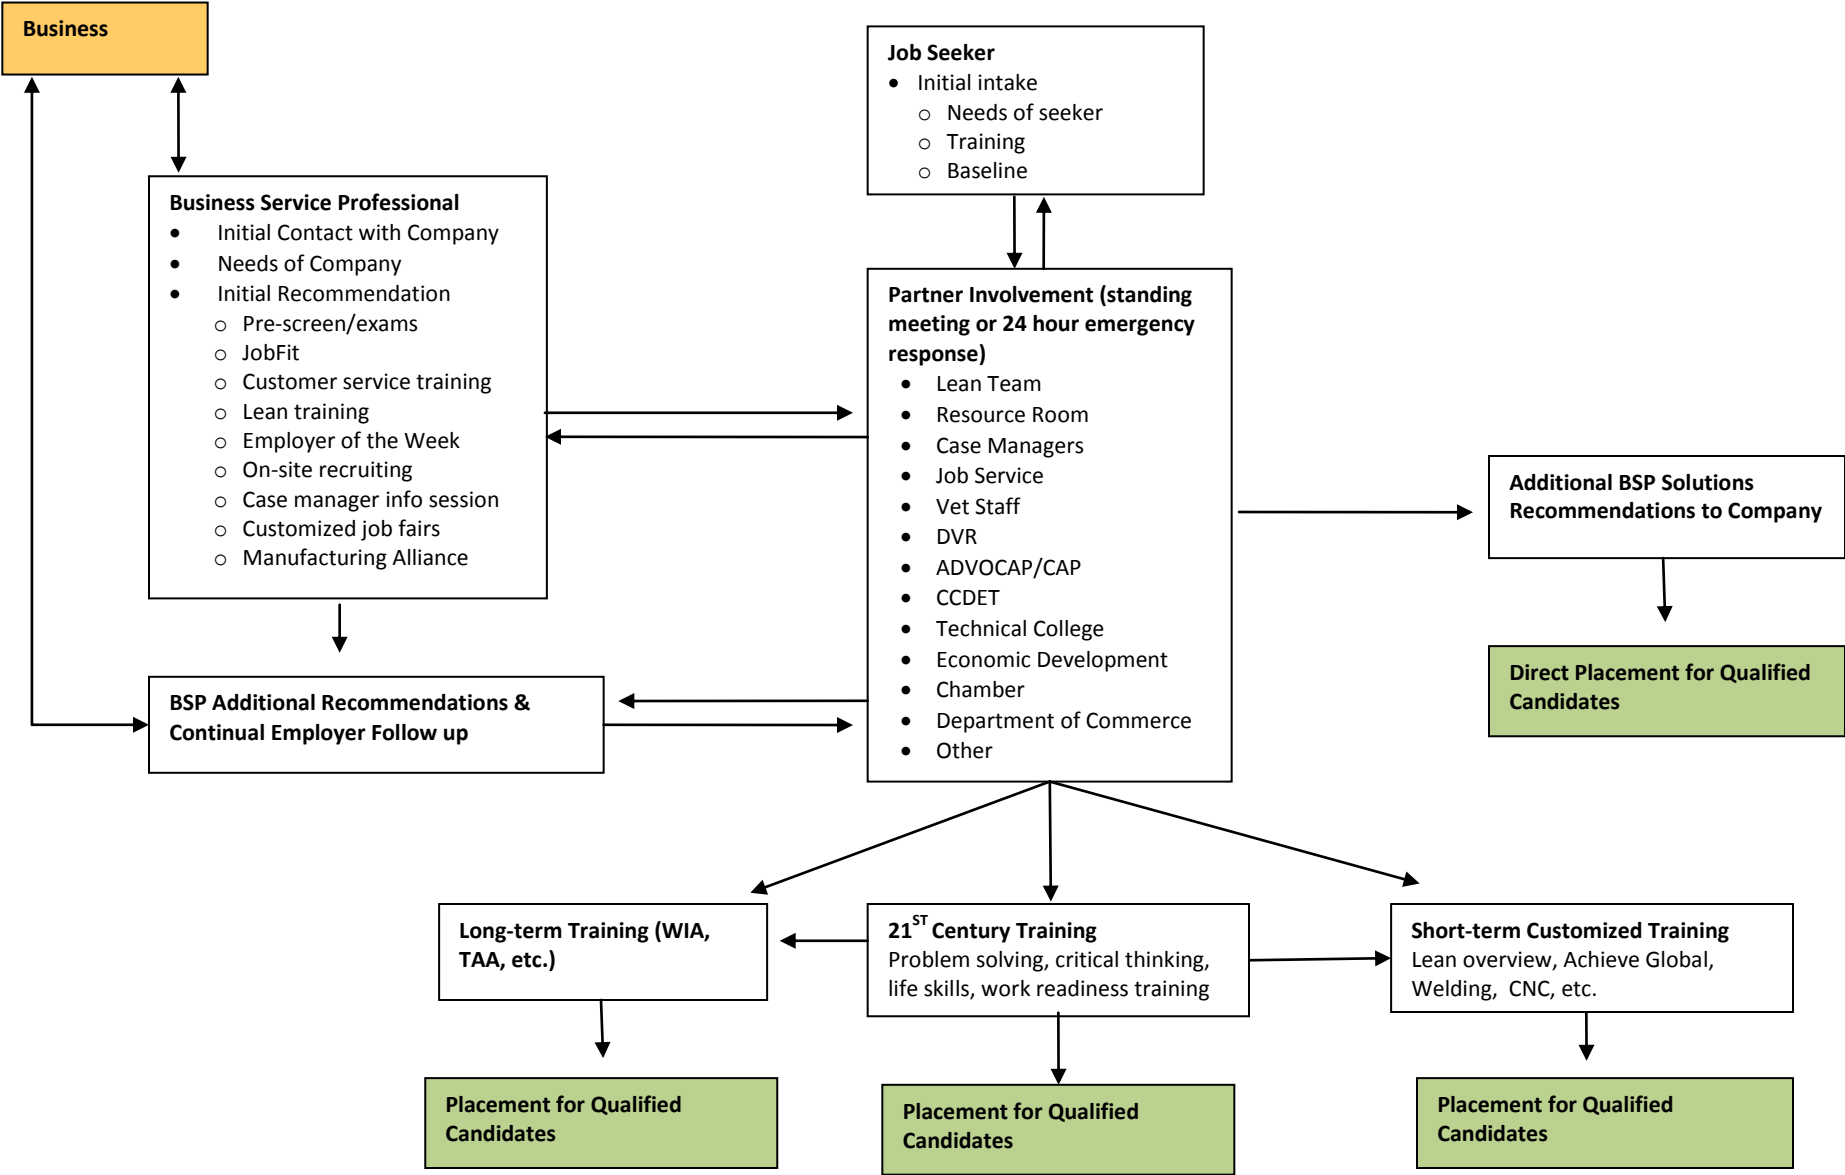 Business
Job Seeker
• Initial intake
o Needs of seeker
o Training
o Baseline
Business Service Professional
• Initial Contact with Company
• Needs of Company
• Initial Recommendation
o Pre-screen/exams
o JobFit
o Customer service training
o Lean training
o Employer of the Week
o On-site recruiting
o Case manager info session
o Customized job fairs
o Manufacturing Alliance
Partner Involvement (standing
meeting or 24 hour emergency
response)
• Lean Team
• Resource Room
• Case Managers
• Job Service
• Vet Staff
• DVR
• ADVOCAP/CAP
• CCDET
• Technical College
• Economic Development
• Chamber
• Department of Commerce
• Other
Additional BSP Solutions
Recommendations to Company
Direct Placement for Qualified
Candidates
BSP Additional Recommendations &
Continual Employer Follow up
Long-term Training (WIA,
TAA, etc.)
21ST Century Training
Problem solving, critical thinking,
life skills, work readiness training
Short-term Customized Training
Lean overview, Achieve Global,
Welding, CNC, etc.
Placement for Qualified
Candidates
Placement for Qualified
Candidates
Placement for Qualified
Candidates